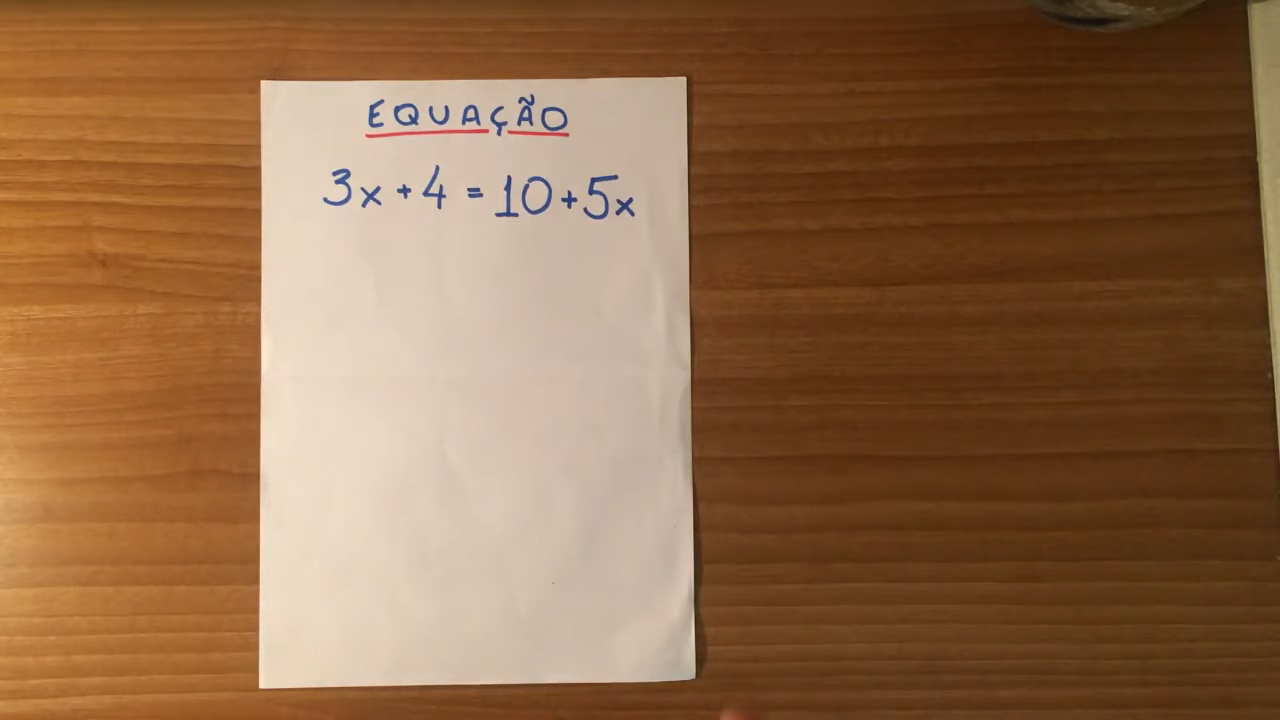 EQUAÇÃO
3x + 4 = 10 + 5x